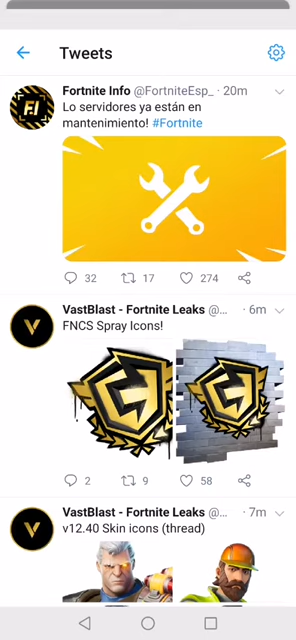 Tweets
Fortnite Info @FortniteEsp_ · 20m
Lo servidores ya están en
mantenimiento! #Fortnite
32 17 274
VastBlast - Fortnite Leaks @... · 6m
FNCS Spray Icons!
2 9 58
VastBlast - Fortnite Leaks @... · 7m
v12.40 Skin icons (thread)